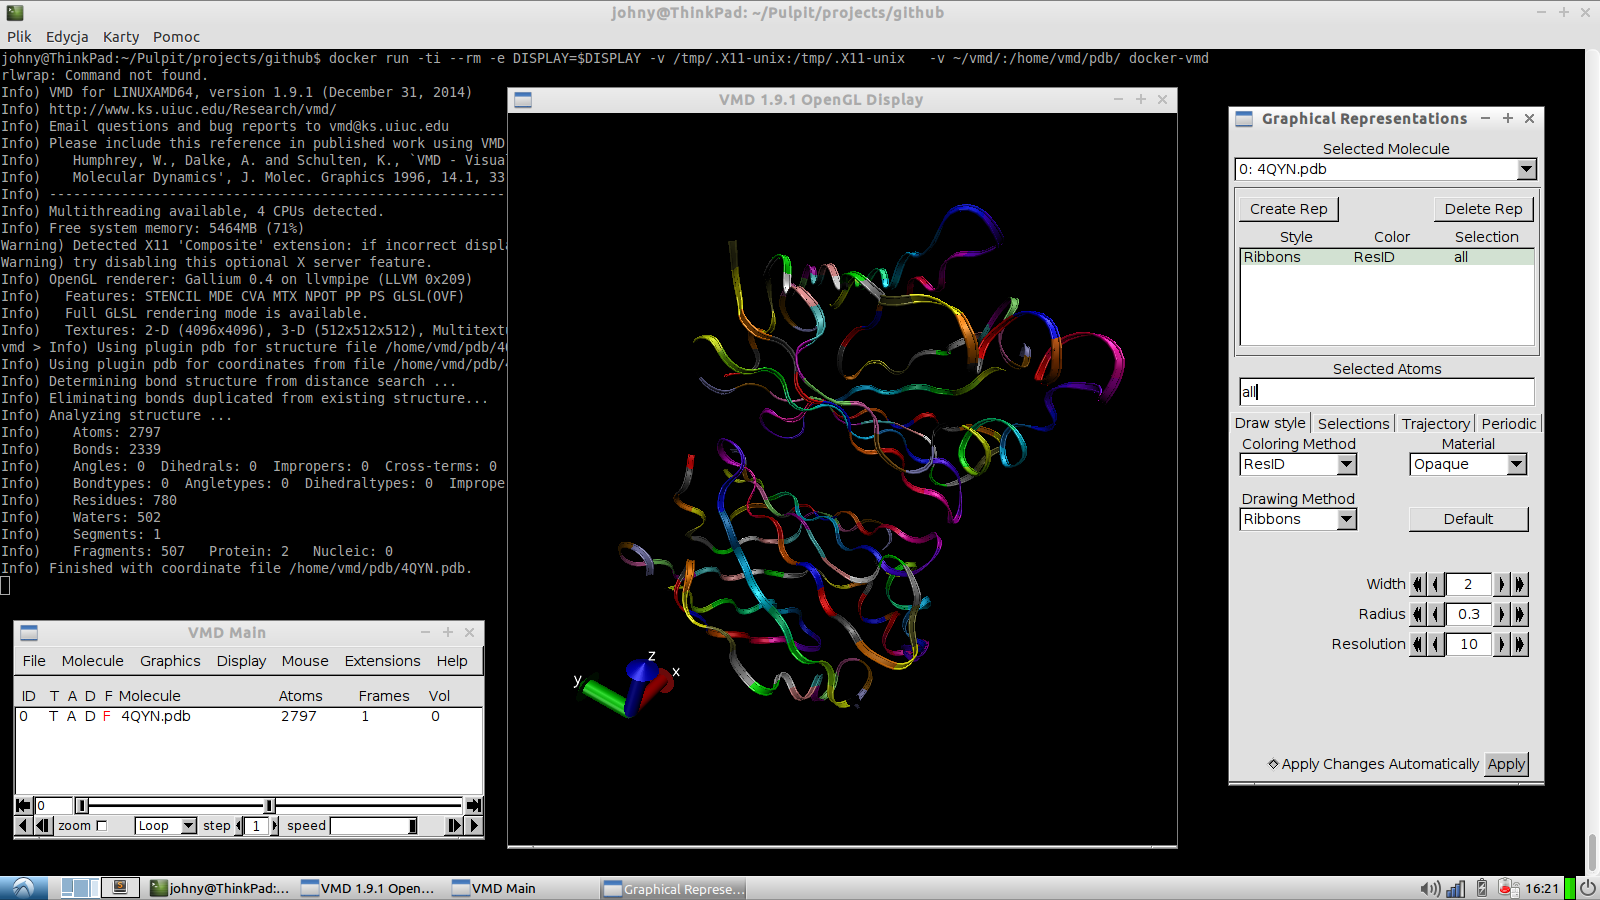 johny@ThinkPad: ~/Pulpit/projects/github
Plik Edycja Karty Pomoc
johny@ThinkPad:~/Pulpit/projects/github$ docker run -ti --rm -e DISPLAY=$DISPLAY -v /tmp/.X11-unix:/tmp/.X11-unix   -v ~/vmd/:/home/vmd/pdb/ docker-vmd
rlwrap: Command not found.
Info) VMD for LINUXAMD64, version 1.9.1 (December 31, 2014)
Info) http://www.ks.uiuc.edu/Research/vmd/
Info) Email questions and bug reports to vmd@ks.uiuc.edu
Info) Please include this reference in published work using VMD
Info)    Humphrey, W., Dalke, A. and Schulten, K., `VMD - Visua
Info)    Molecular Dynamics', J. Molec. Graphics 1996, 14.1, 33
Info) -------------------------------------------------------
Info) Multithreading available, 4 CPUs detected.
Info) Free system memory: 5464MB (71%)
Warning) Detected X11 'Composite' extension: if incorrect displa
Warning) try disabling this optional X server feature.
Info) OpenGL renderer: Gallium 0.4 on llvmpipe (LLVM 0x209)
Info)   Features: STENCIL MDE CVA MTX NPOT PP PS GLSL(OVF)
Info)   Full GLSL rendering mode is available.
Info)   Textures: 2-D (4096x4096), 3-D (512x512x512), Multitextu
vmd > Info) Using plugin pdb for structure file /home/vmd/pdb/4
Info) Using plugin pdb for coordinates from file /home/vmd/pdb/
Info) Determining bond structure from distance search ...
Info) Eliminating bonds duplicated from existing structure...
Info) Analyzing structure ...
Info)    Atoms: 2797
Info)    Bonds: 2339
Info)    Angles: 0  Dihedrals: 0  Impropers: 0  Cross-terms: 0
Info)    Bondtypes: 0  Angletypes: 0  Dihedraltypes: 0  Imprope
Info)    Residues: 780
Info)    Waters: 502
Info)    Segments: 1
Info)    Fragments: 507   Protein: 2   Nucleic: 0
Info) Finished with coordinate file /home/vmd/pdb/4QYN.pdb.
VMD 1.9.1 OpenGL Display
z
x
y
Graphical Representations
Selected Molecule
0: 4QYN.pdb
Create Rep Delete Rep
Style Color Selection
Ribbons ResID all
Selected Atoms
all
Draw style Selections Trajectory Periodic
Coloring Method Material
ResID Opaque
Drawing Method
Ribbons Default
Width 2
Radius 0.3
Resolution 10
Apply Changes Automatically Apply
VMD Main
File Molecule Graphics Display Mouse Extensions Help
ID T A D F Molecule Atoms Frames Vol
0 T A D F 4QYN.pdb 2797 1 0
0
zoom Loop step 1 speed
johny@ThinkPad:... VMD 1.9.1 Open... VMD Main Graphical Represe... 16:21